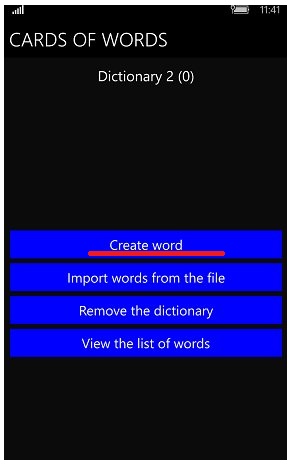 11:41
CARDS OF WORDS
Dictionary 2 (0)
Create word
Import words from the file
Remove the dictionary
View the list of words